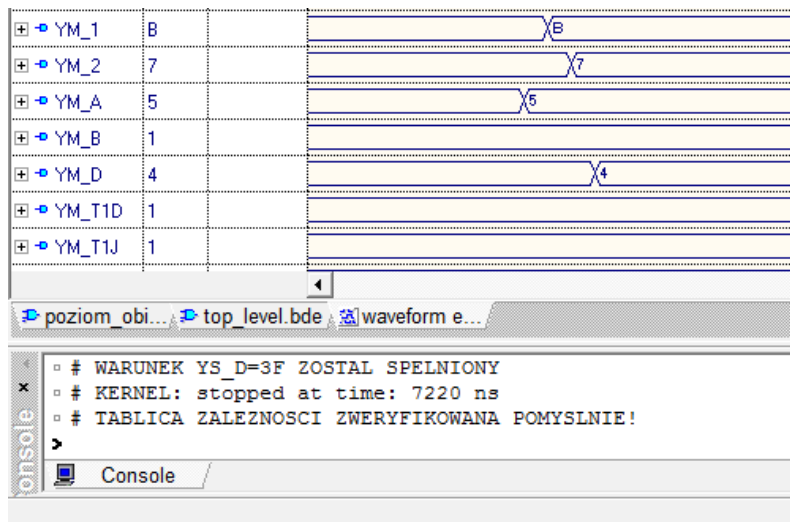 YM_1 B B
YM_2 7 7
YM_A 5 5
YM_B 1
YM_D 4 4
YM_T1D 1
YM_T1J 1
poziom_obi... top_level.bde waveform e...
# WARUNEK YS_D=3F ZOSTAL SPELNIONY
# KERNEL: stopped at time: 7220 ns
# TABLICA ZALEZNOSCI ZWERYFIKOWANA POMYSLNIE!
>
Console